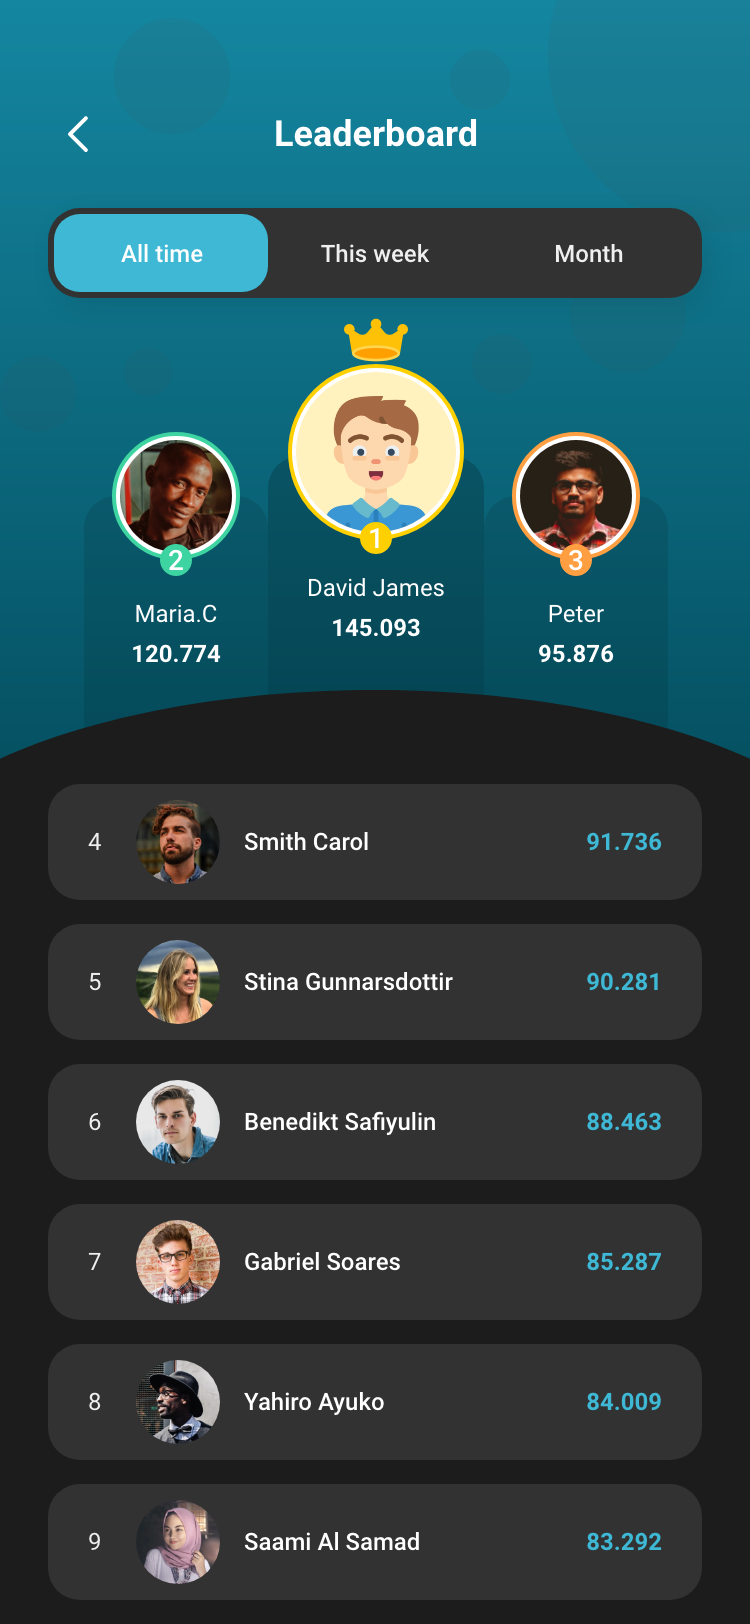 Leaderboard
All time
This week
Month
2
Maria.C
120.774
1
David James
145.093
3
Peter
95.876
4 Smith Carol 91.736
5 Stina Gunnarsdottir 90.281
6 Benedikt Safiyulin 88.463
7 Gabriel Soares 85.287
8 Yahiro Ayuko 84.009
9 Saami Al Samad 83.292